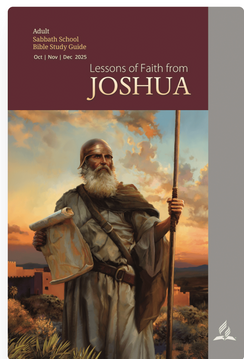 Adult
Sabbath School
Bible Study Guide
Oct | Nov | Dec 2025
Lessons of Faith from
JOSHUA